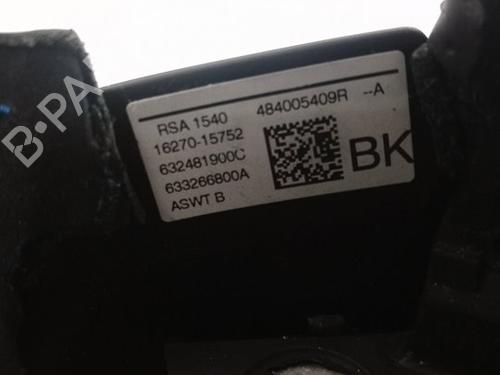 RSA 1540 484005409R --A
16270-15752
632481900C
633266800A
ASWT B
BK
B-PA